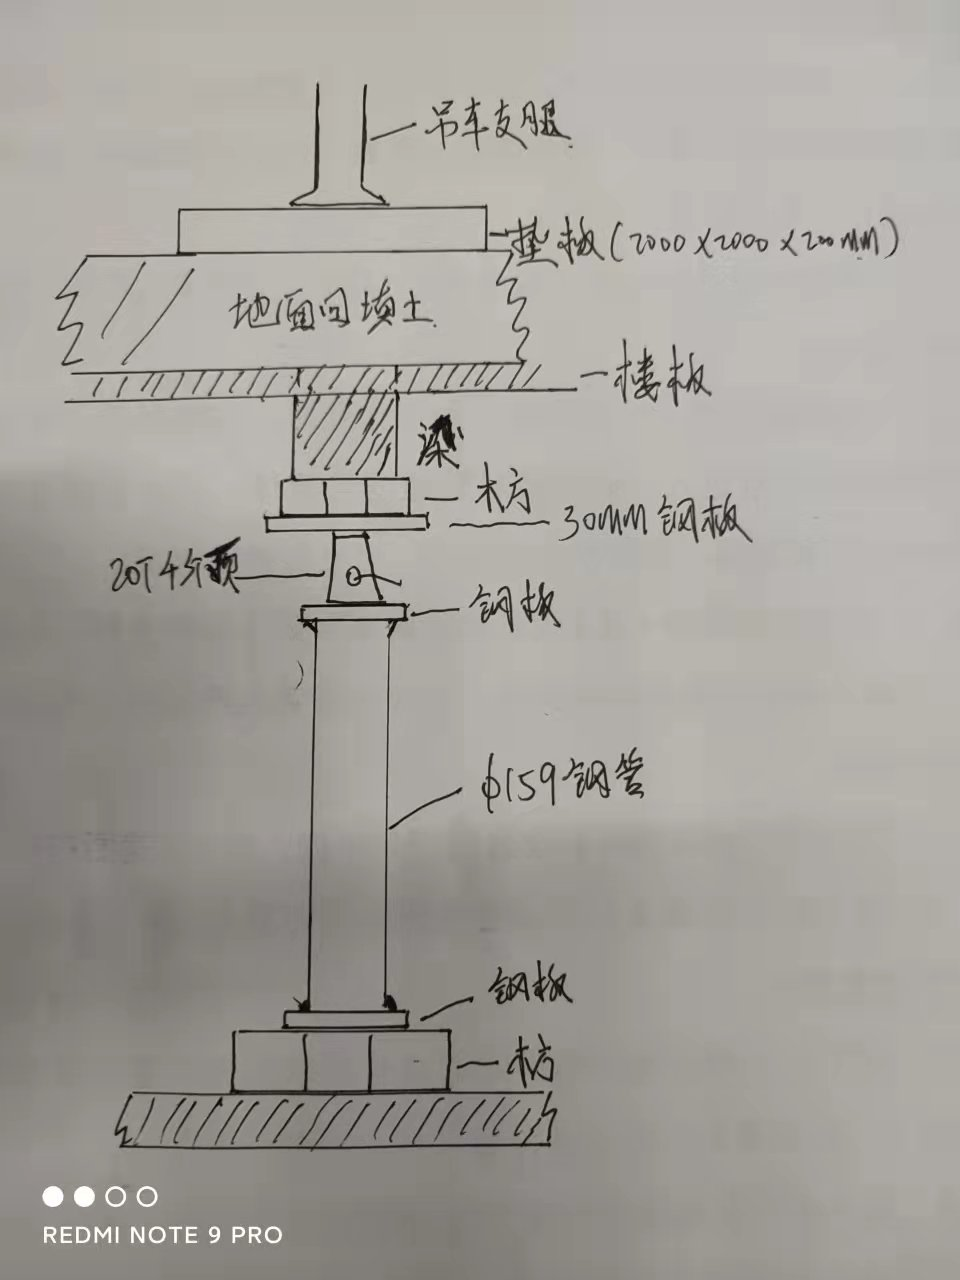 吊车支腿
垫板(2000×2000×200mm)
地面回填土
楼板
梁
木方
30mm钢板
20T千斤顶
钢板
φ159钢管
钢板
木方
REDMI NOTE 9 PRO